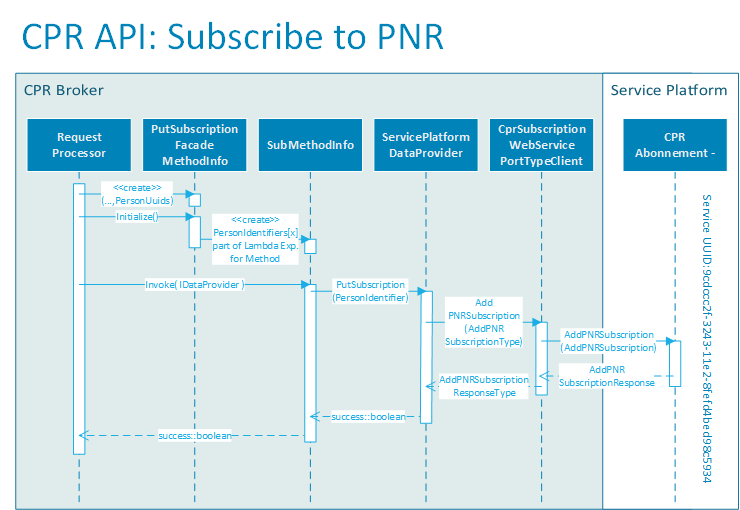 CPR API: Subscribe to PNR
CPR Broker
Service Platform
Request
Processor
PutSubscription
Facade
MethodInfo
SubMethodInfo
ServicePlatform
DataProvider
CprSubscription
WebService
PortTypeClient
CPR
Abonnement -
<<create>>
(...,PersonUuids)
Initialize()
<<create>>
PersonIdentifiers[x]
part of Lambda Exp.
for Method
Invoke( IDataProvider )
PutSubscription
(PersonIdentifier)
Add
PNRSubscription
(AddPNR
SubscriptionType)
AddPNRSubscription
(AddPNRSubscription)
AddPNR
SubscriptionResponse
AddPNRSubscription
ResponseType
success::boolean
success::boolean
Service UUID:9cdccc2f-3243-11e2-8fefd4bed98c5934